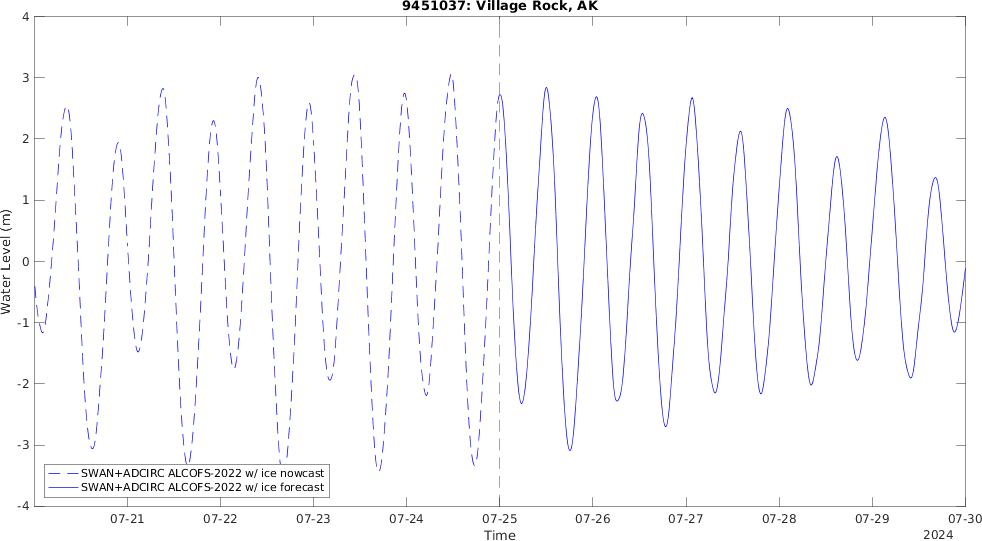 9451037: Village Rock, AK
4
3
2
1
0
-1
-2
-3
-4
Water Level (m)
SWAN+ADCIRC ALCOFS-2022 w/ ice nowcast
SWAN+ADCIRC ALCOFS-2022 w/ ice forecast
07-21 07-22 07-23 07-24 07-25 07-26 07-27 07-28 07-29 07-30
Time
2024